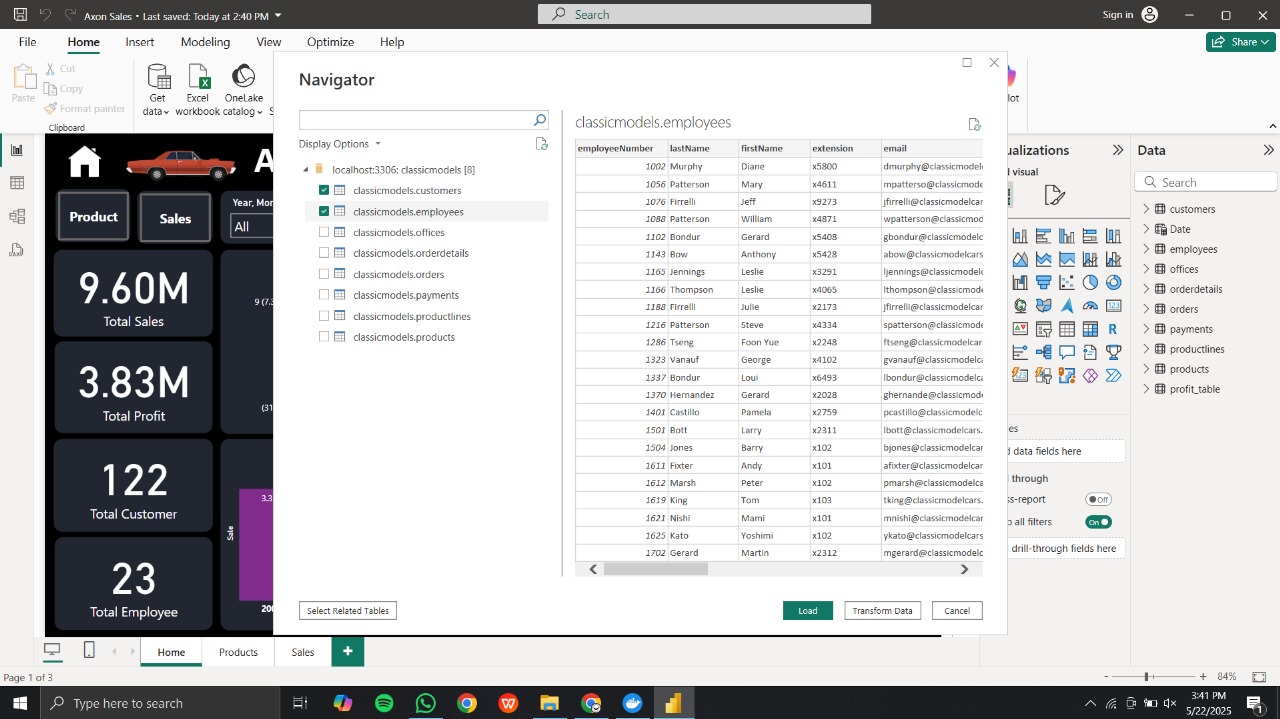 Axon Sales • Last saved: Today at 2:40 PM
Search
Sign in
File
Home
Insert
Modeling
View
Optimize
Help
Share
Paste
Cut
Copy
Format painter
Clipboard
Get data
Excel workbook
OneLake catalog
Navigator
Display Options
localhost:3306: classicmodels [8]
classicmodels.customers
classicmodels.employees
classicmodels.offices
classicmodels.orderdetails
classicmodels.orders
classicmodels.payments
classicmodels.productlines
classicmodels.products
classicmodels.employees
employeeNumber lastName firstName extension email
1002 Murphy Diane x5800 dmurphy@classicmodel
1056 Patterson Mary x4611 mpatterso@classicmode
1076 Firrelli Jeff x9273 jfirrelli@classicmodelc
1088 Patterson William x4871 wpatterson@classicmod
1102 Bondur Gerard x5408 gbondur@classicmodelc
1143 Bow Anthony x5428 abow@classicmodelcars
1165 Jennings Leslie x3291 ljennings@classicmodelc
1166 Thompson Leslie x4065 lthompson@classicmode
1188 Firrelli Julie x2173 jfirrelli@classicmodelc
1216 Patterson Steve x4334 spatterson@classicmode
1286 Tseng Foon Yue x2248 ftseng@classicmodelcar
1323 Vanauf George x4102 gvanauf@classicmodelc
1337 Bondur Loui x6493 lbondur@classicmodelc
1370 Hernandez Gerard x2028 ghernande@classicmode
1401 Castillo Pamela x2759 pcastillo@classicmodelc
1501 Bott Larry x2311 lbott@classicmodelcars.
1504 Jones Barry x102 bjones@classicmodelcar
1611 Fixter Andy x101 afixter@classicmodelcar
1612 Marsh Peter x102 pmarsh@classicmodelcar
1619 King Tom x103 tking@classicmodelcars.
1621 Nishi Mami x101 mnishi@classicmodelcar
1625 Kato Yoshimi x102 ykato@classicmodelcars
1702 Gerard Martin x2312 mgerard@classicmodelc
Select Related Tables
Load
Transform Data
Cancel
A
Product
Sales
Year, Mon
All
9.60M
Total Sales
3.83M
Total Profit
122
Total Customer
23
Total Employee
9 (7.3
(31
3.3
Sale
200
lot
ualizations
d visual
es
d data fields here
through
s-report
Off
p all filters
On
drill-through fields here
Data
Search
customers
Date
employees
offices
orderdetails
orders
payments
productlines
products
profit_table
Home
Products
Sales
Page 1 of 3
84%
Type here to search
3:41 PM
5/22/2025
1